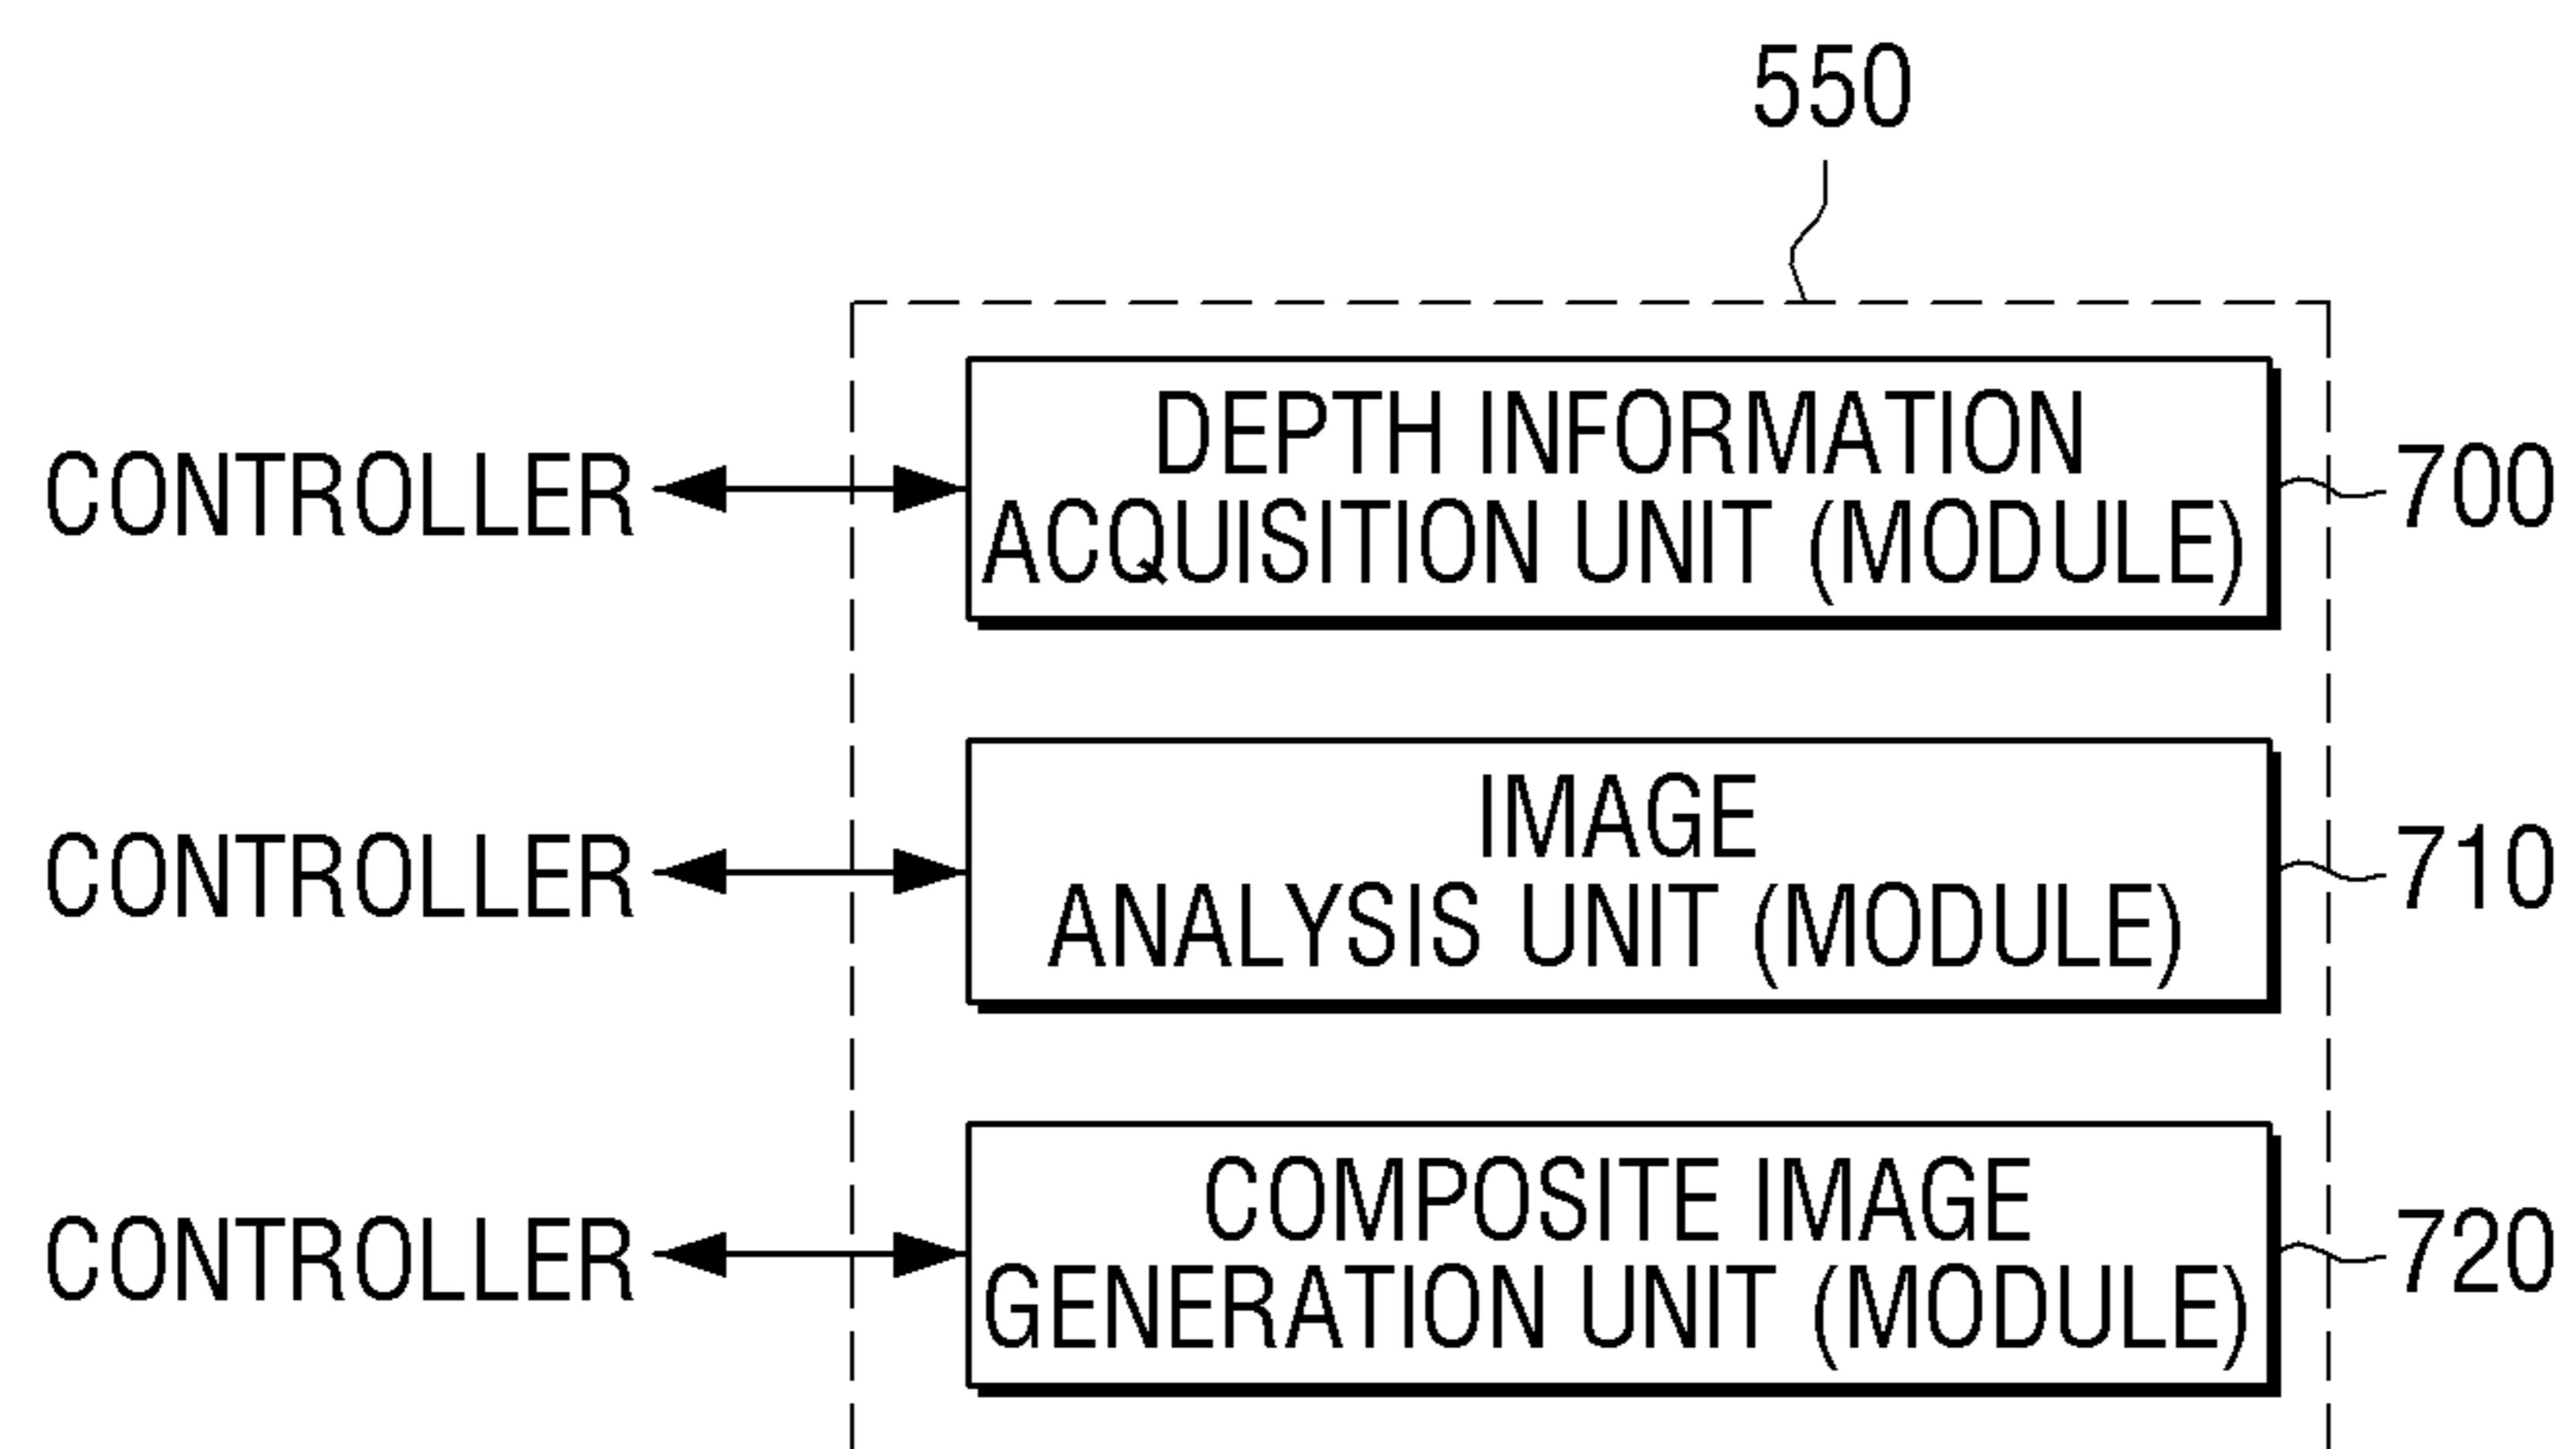 550
DEPTH INFORMATION
ACQUISITION UNIT (MODULE)
CONTROLLER
700
IMAGE
ANALYSIS UNIT (MODULE)
CONTROLLER
710
COMPOSITE IMAGE
GENERATION UNIT (MODULE)
CONTROLLER
720